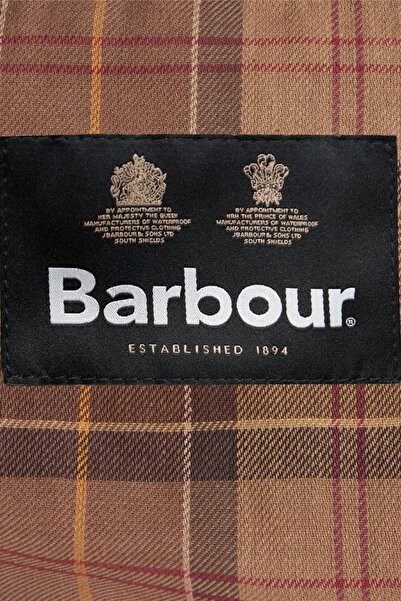 BY APPOINTMENT TO
HER MAJESTY THE QUEEN
MANUFACTURERS OF WATERPROOF
AND PROTECTIVE CLOTHING
J.BARBOUR & SONS LTD
SOUTH SHIELDS
BY APPOINTMENT TO
HRH THE PRINCE OF WALES
MANUFACTURERS OF WATERPROOF
AND PROTECTIVE CLOTHING
J.BARBOUR & SONS LTD
SOUTH SHIELDS
Barbour®
ESTABLISHED 1894